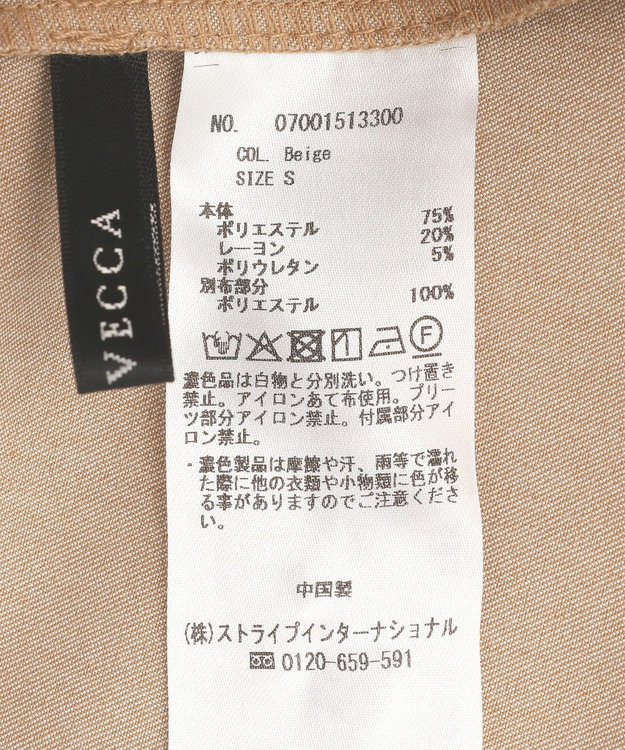 VECCA
NO. 07001513300
COL. Beige
SIZE S
本体
ポリエステル 75%
レーヨン 20%
ポリウレタン 5%
別布部分
ポリエステル 100%
F
濃色品は白物と分別洗い。つけ置き
禁止。アイロンあて布使用。プリー
ツ部分アイロン禁止。付属部分アイ
ロン禁止。
・濃色製品は摩擦や汗、雨等で濡れ
た際に他の衣類や小物類に色が移
る事がありますのでご注意くださ
い。
中国製
(株)ストライプインターナショナル
0120-659-591